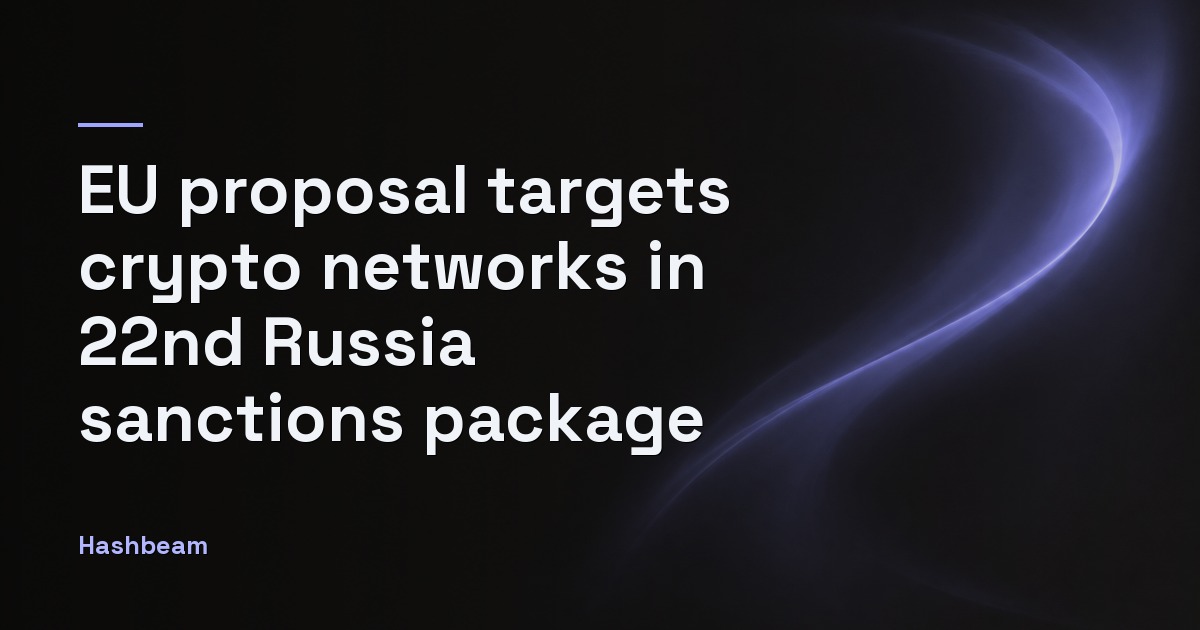 EU proposal targets
crypto networks in
22nd Russia
sanctions package
Hashbeam